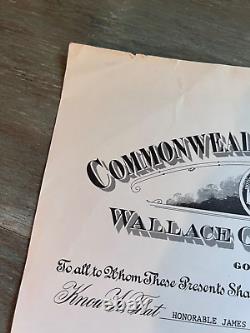 COMMONWEAL
WALLACE
GO
To all to Whom These Presents Sha
Know Ye That HONORABLE JAMES